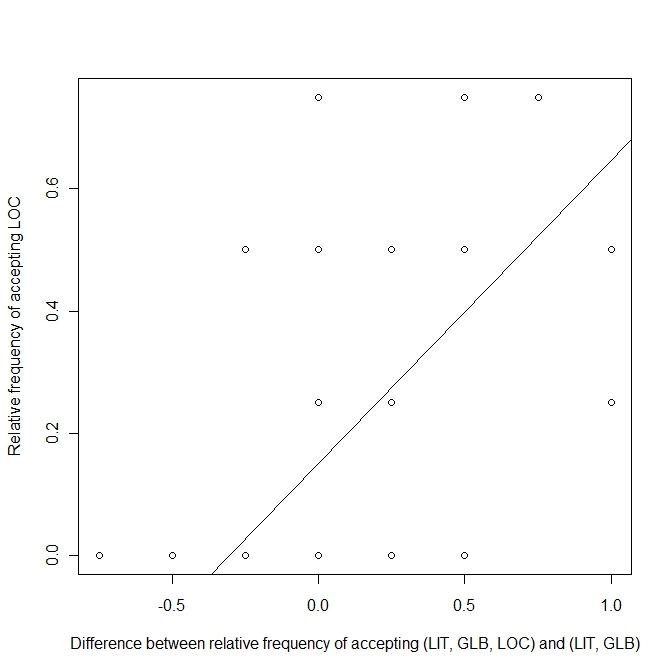 Relative frequency of accepting LOC
0.6
0.4
0.2
0.0
-0.5 0.0 0.5 1.0
Difference between relative frequency of accepting (LIT, GLB, LOC) and (LIT, GLB)